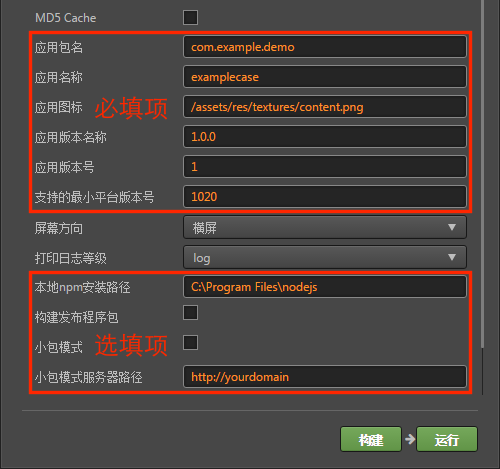 MD5 Cache
应用包名 com.example.demo
应用名称 examplecase
应用图标 必填项 /assets/res/textures/content.png
应用版本名称 1.0.0
应用版本号 1
支持的最小平台版本号 1020
屏幕方向 横屏
打印日志等级 log
本地npm安装路径 C:\Program Files\nodejs
构建发布程序包
小包模式 选填项
小包模式服务器路径 http://yourdomain
构建 运行